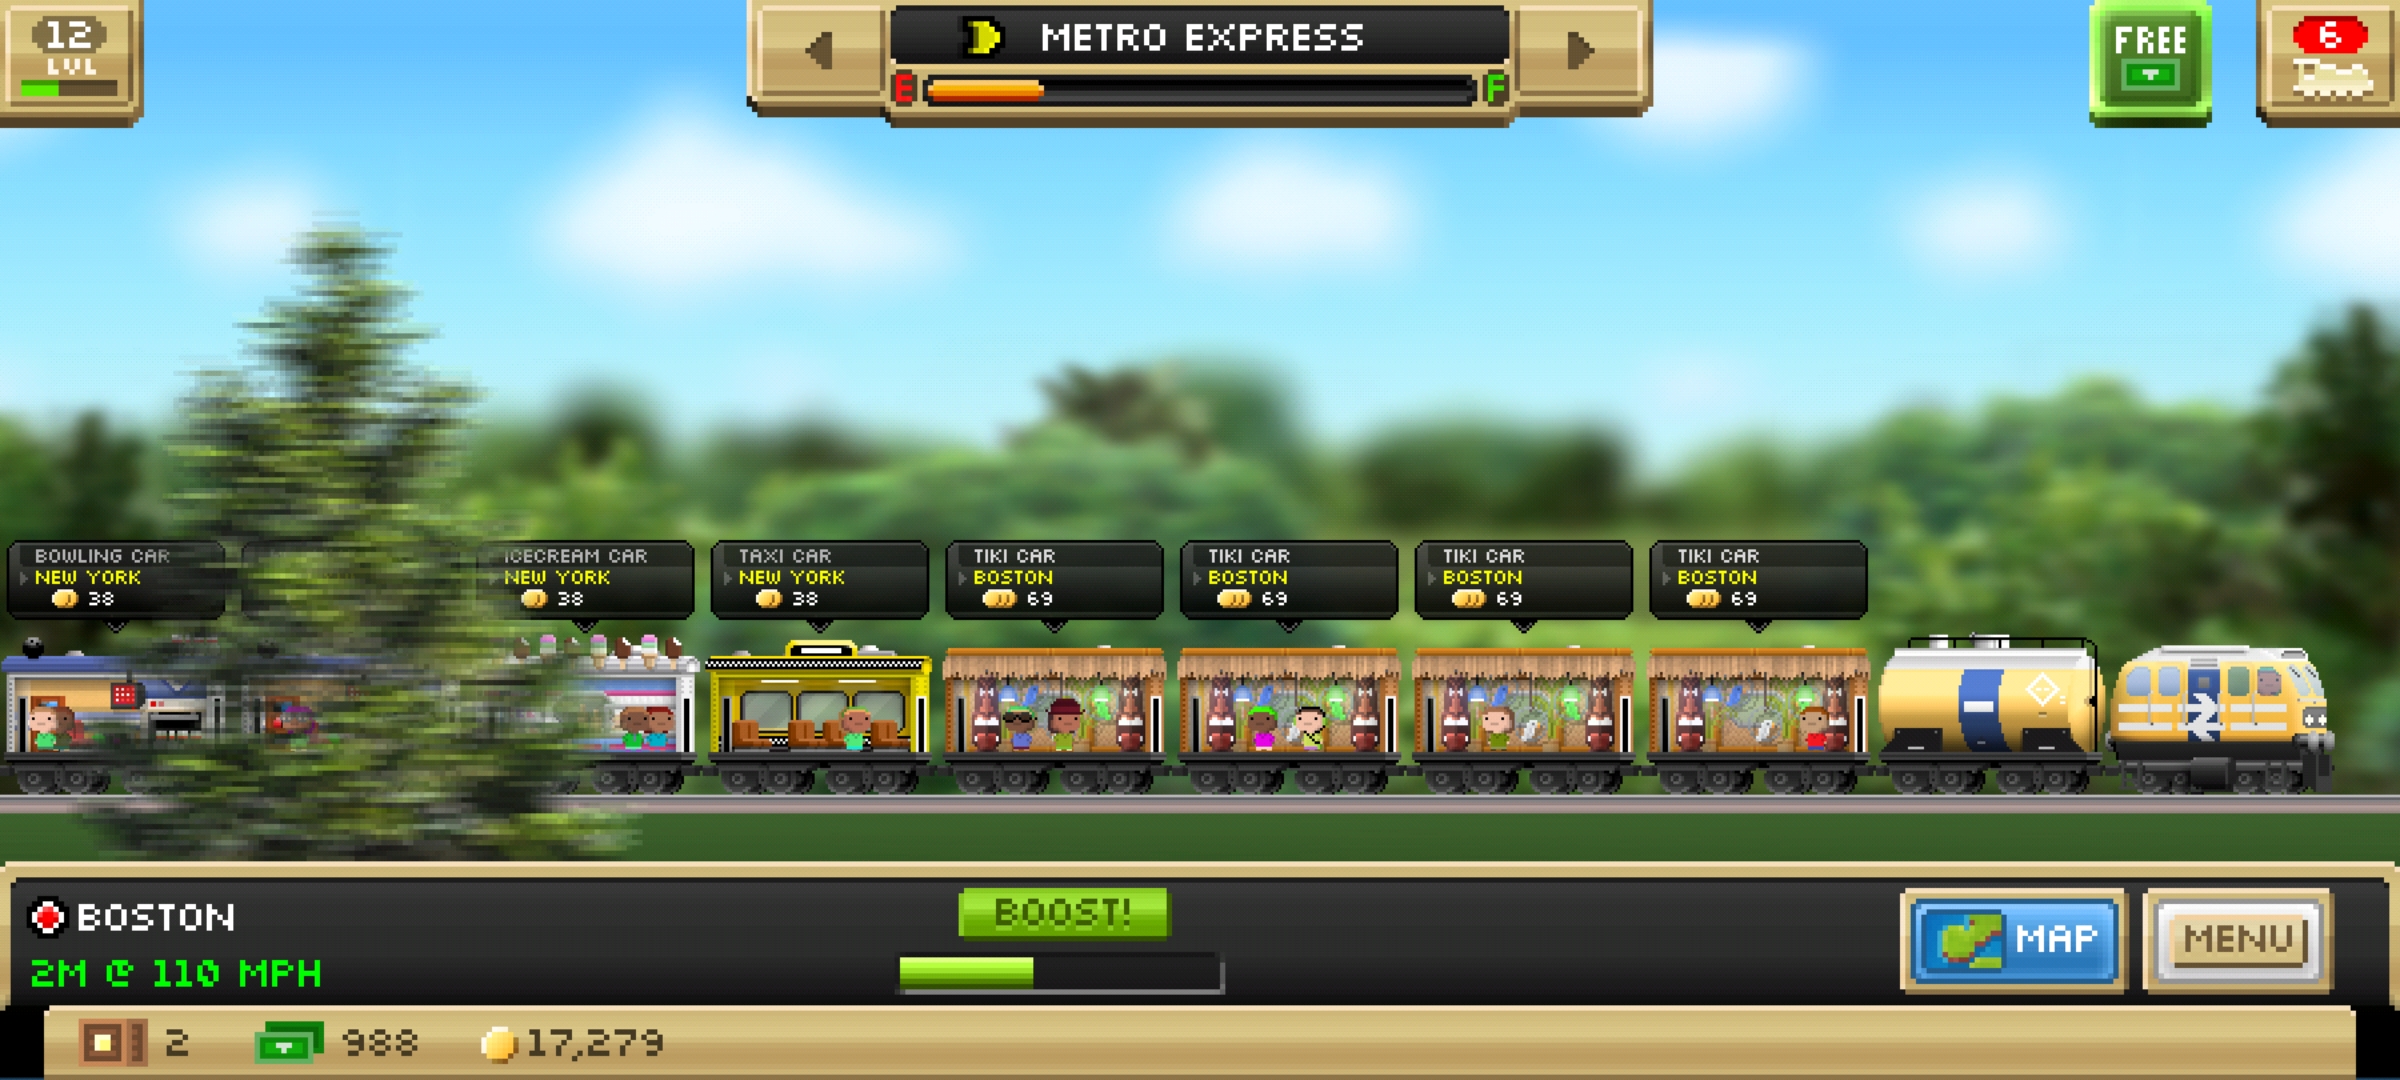 12
LVL
METRO EXPRESS
E
F
FREE
6
BOWLING CAR
NEW YORK
38
ICECREAM CAR
NEW YORK
38
TAXI CAR
NEW YORK
38
TIKI CAR
BOSTON
69
TIKI CAR
BOSTON
69
TIKI CAR
BOSTON
69
TIKI CAR
BOSTON
69
BOSTON
2M @ 110 MPH
BOOST!
MAP
MENU
2
988
17,279